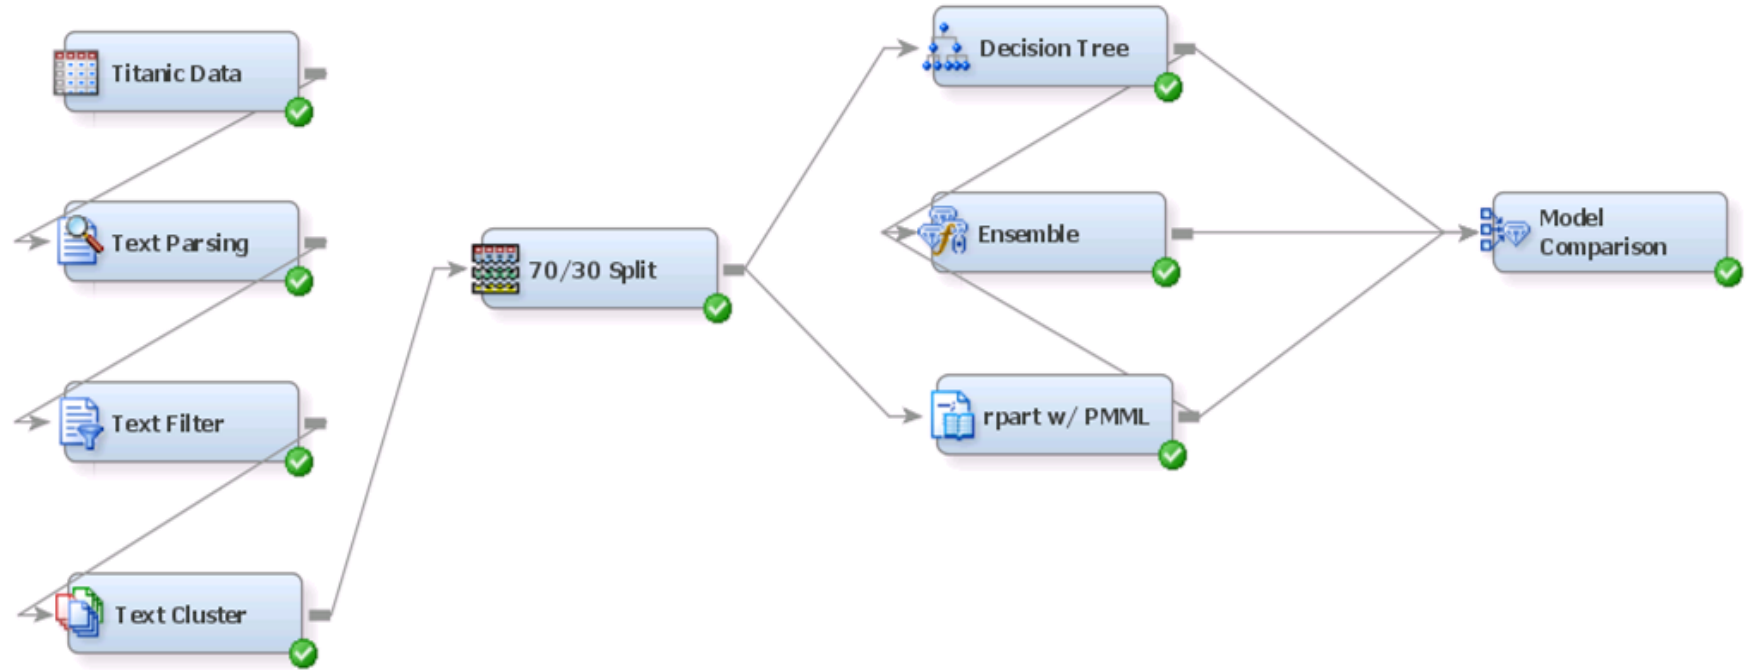 Titanic Data
Text Parsing
Text Filter
Text Cluster
70/30 Split
Decision Tree
Ensemble
rpart w/ PMML
Model
Comparison